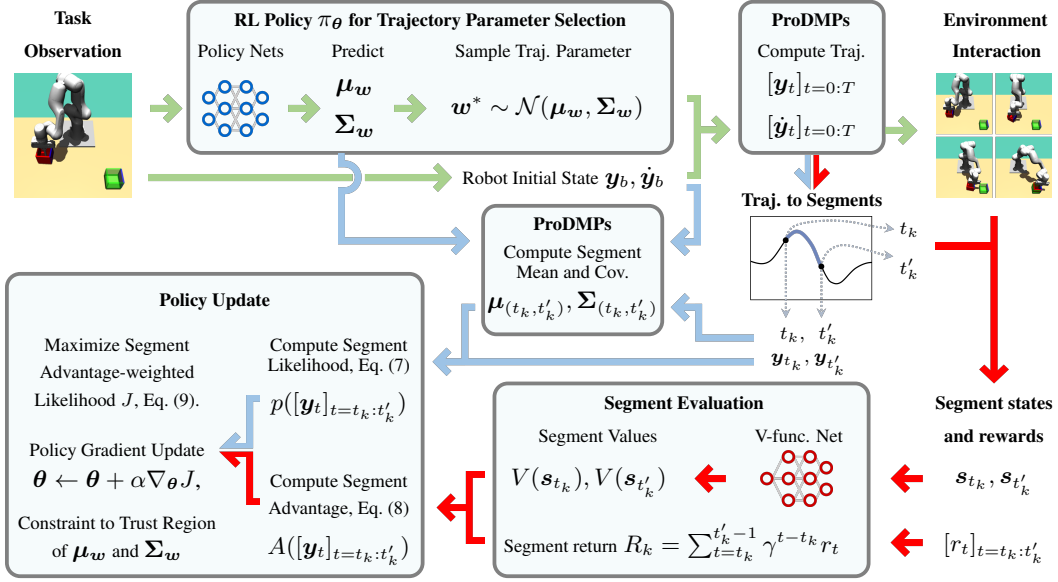 Task
Observation
RL Policy π_θ for Trajectory Parameter Selection
Policy Nets
Predict
μ_w
Σ_w
Sample Traj. Parameter
w* ∼ N(μ_w, Σ_w)
Robot Initial State y_b, ẏ_b
ProDMPs
Compute Traj.
[y_t]_{t=0:T}
[ẏ_t]_{t=0:T}
Environment
Interaction
Traj. to Segments
t_k
t′_k
t_k, t′_k
y_{t_k}, y_{t′_k}
ProDMPs
Compute Segment
Mean and Cov.
μ_{(t_k,t′_k)}, Σ_{(t_k,t′_k)}
Policy Update
Maximize Segment
Advantage-weighted
Likelihood J, Eq. (9).
Policy Gradient Update
θ ← θ + α∇_θ J,
Constraint to Trust Region
of μ_w and Σ_w
Compute Segment
Likelihood, Eq. (7)
p([y_t]_{t=t_k:t′_k})
Compute Segment
Advantage, Eq. (8)
A([y_t]_{t=t_k:t′_k})
Segment Evaluation
Segment Values
V-func. Net
V(s_{t_k}), V(s_{t′_k})
Segment return R_k = ∑_{t=t_k}^{t′_k−1} γ^{t−t_k} r_t
Segment states
and rewards
s_{t_k}, s_{t′_k}
[r_t]_{t=t_k:t′_k}